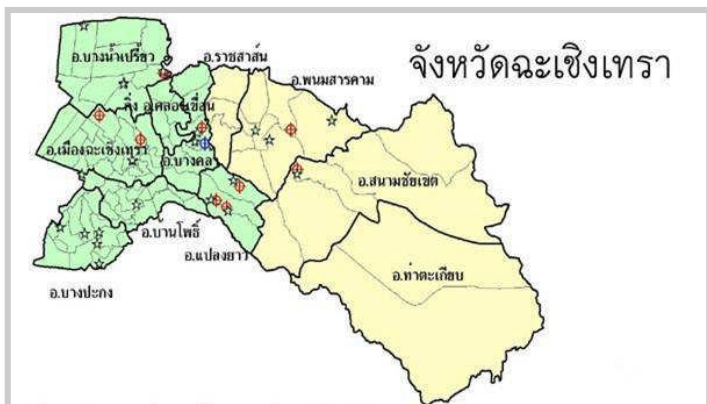 จังหวัดฉะเชิงเทรา
อ.บางน้ำเปรี้ยว
อ.ราชสาส์น
อ.พนมสารคาม
กิ่ง อ.คลองเขื่อน
อ.เมืองฉะเชิงเทรา
อ.บางคล้า
อ.สนามชัยเขต
อ.บ้านโพธิ์
อ.แปลงยาว
อ.ท่าตะเกียบ
อ.บางปะกง